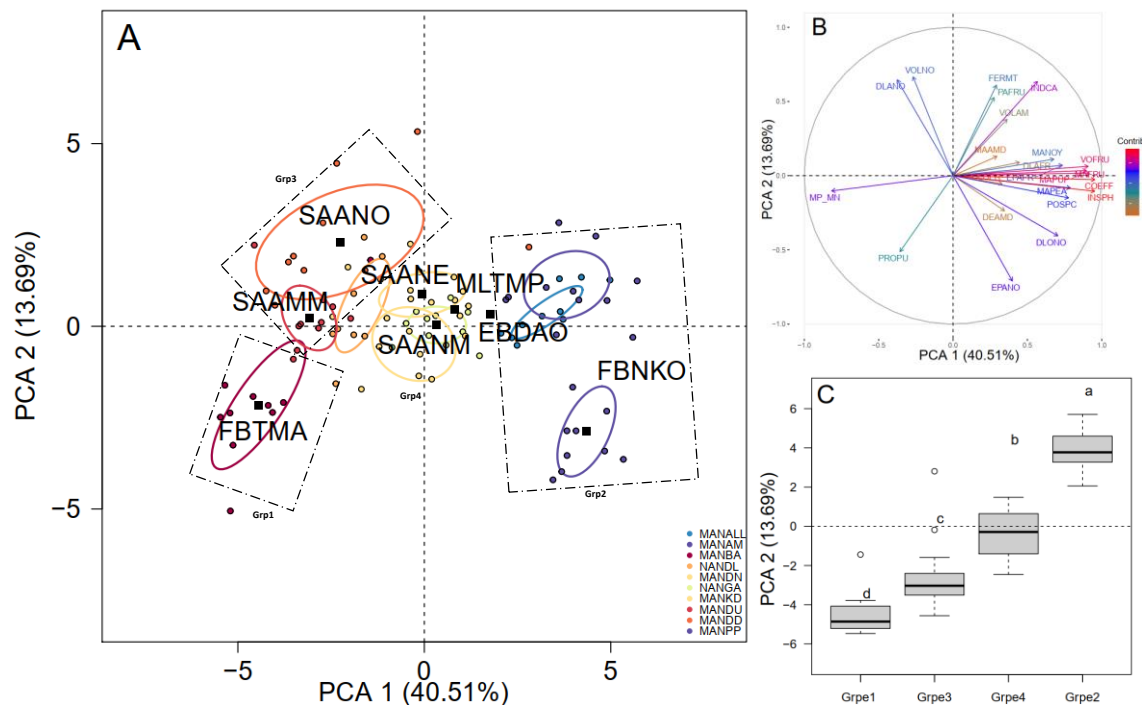 A
5
0
−5
PCA 2 (13.69%)
Grp3
SAANO
SAANE
MLTMP
SAAMM
SAANM
EBDAO
Grp4
FBNKO
FBTMA
Grp1
Grp2
MANALL
MANAM
MANBA
NANDL
MANDN
NANGA
MANKD
MANDU
MANDD
MANPP
−5
0
5
PCA 1 (40.51%)
B
1.0
0.5
0.0
-0.5
-1.0
PCA 2 (13.69%)
VOLNO
DLANO
FERMT
INDCA
PAFRU
VOLAM
MAAMD
MANOY
DLAFR
VOFRU
MAPUP
COEFF
MP_MN
MAPEA
INSPH
POSPC
DEAMD
DLONO
PROPU
EPANO
Contrib
-1.0
-0.5
0.0
0.5
1.0
PCA 1 (40.51%)
C
a
b
c
d
6
4
2
0
−2
−4
−6
PCA 2 (13.69%)
Grpe1
Grpe3
Grpe4
Grpe2